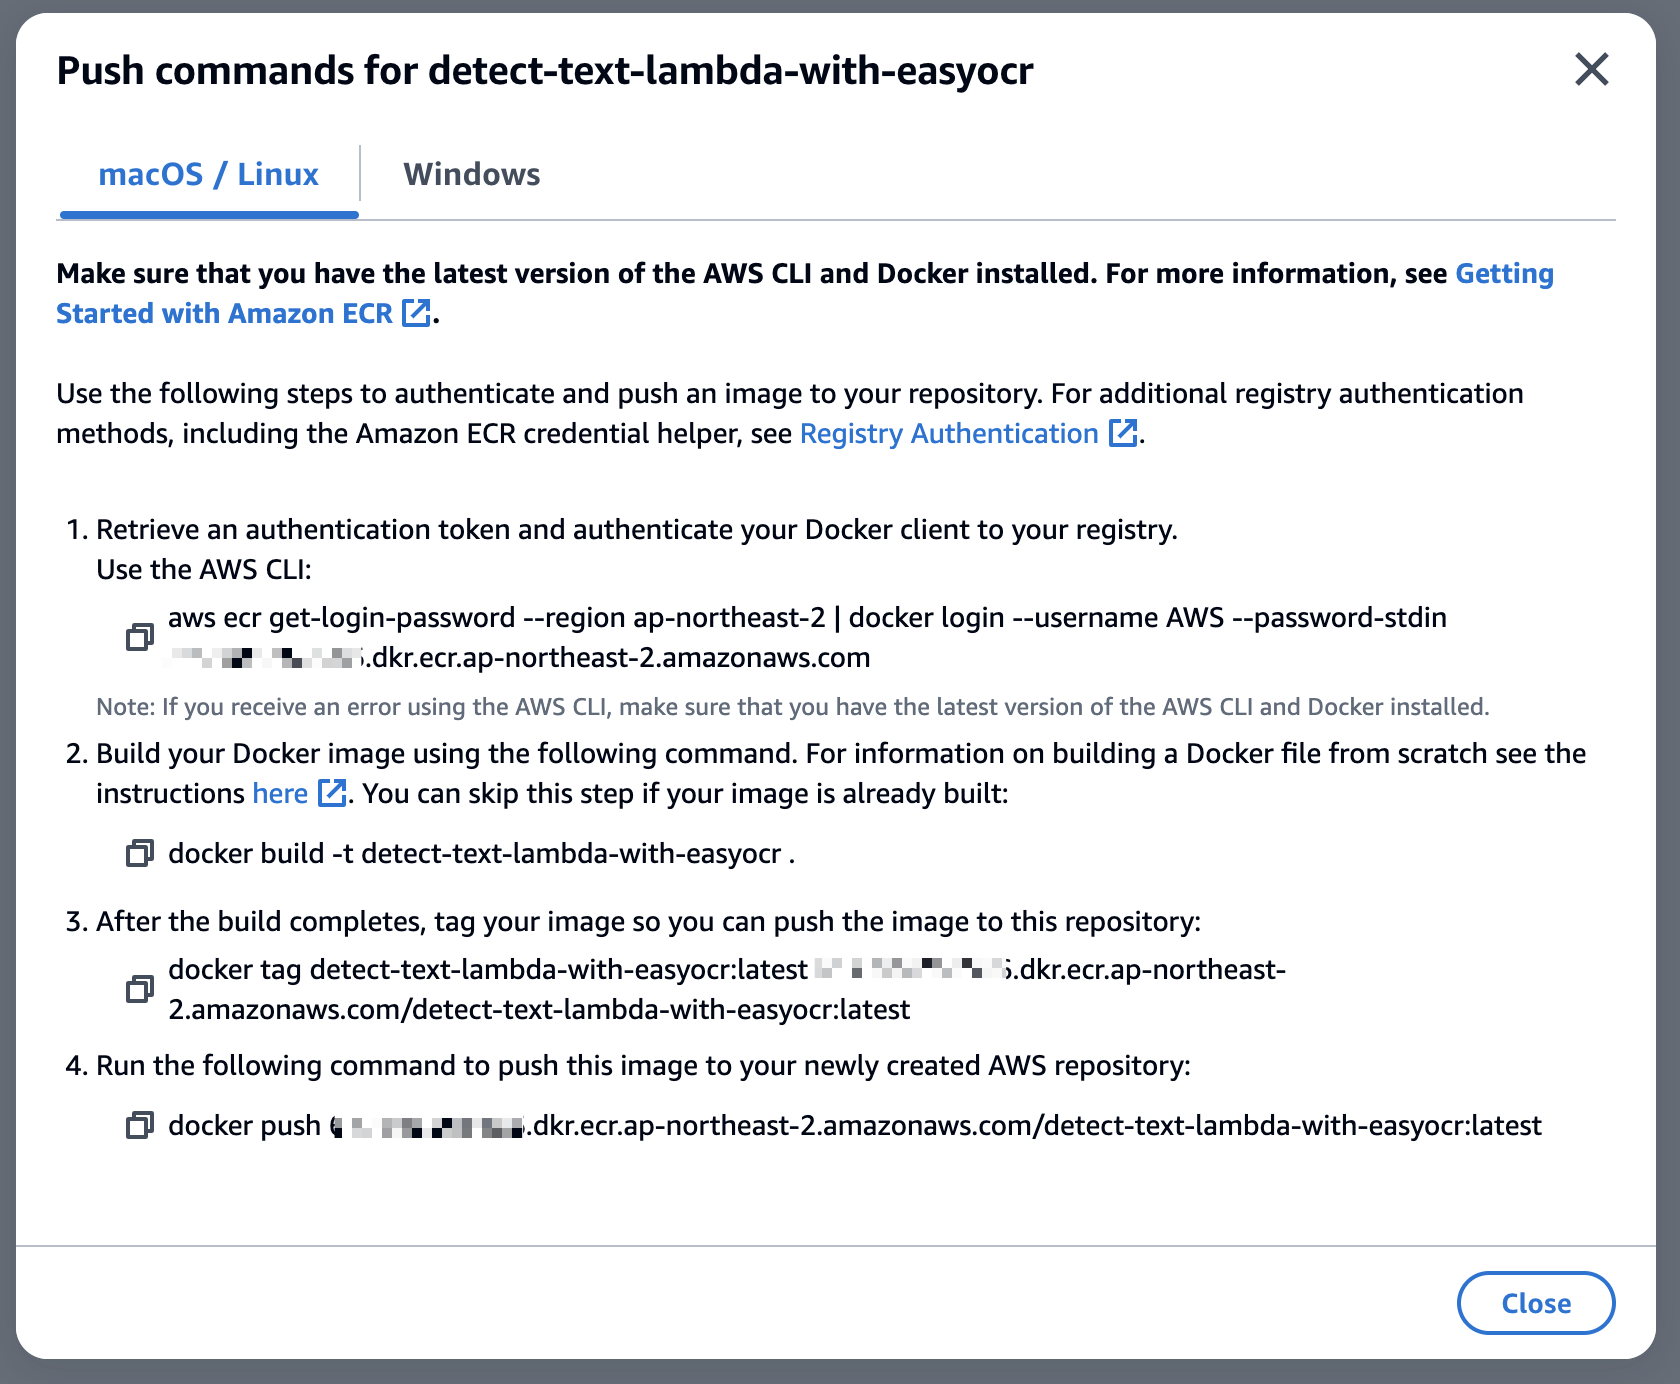 Push commands for detect-text-lambda-with-easyocr
macOS / Linux
Windows
Make sure that you have the latest version of the AWS CLI and Docker installed. For more information, see Getting
Started with Amazon ECR.
Use the following steps to authenticate and push an image to your repository. For additional registry authentication
methods, including the Amazon ECR credential helper, see Registry Authentication.
1. Retrieve an authentication token and authenticate your Docker client to your registry.
Use the AWS CLI:
aws ecr get-login-password --region ap-northeast-2 | docker login --username AWS --password-stdin
.dkr.ecr.ap-northeast-2.amazonaws.com
Note: If you receive an error using the AWS CLI, make sure that you have the latest version of the AWS CLI and Docker installed.
2. Build your Docker image using the following command. For information on building a Docker file from scratch see the
instructions here. You can skip this step if your image is already built:
docker build -t detect-text-lambda-with-easyocr .
3. After the build completes, tag your image so you can push the image to this repository:
docker tag detect-text-lambda-with-easyocr:latest .dkr.ecr.ap-northeast-
2.amazonaws.com/detect-text-lambda-with-easyocr:latest
4. Run the following command to push this image to your newly created AWS repository:
docker push .dkr.ecr.ap-northeast-2.amazonaws.com/detect-text-lambda-with-easyocr:latest
Close